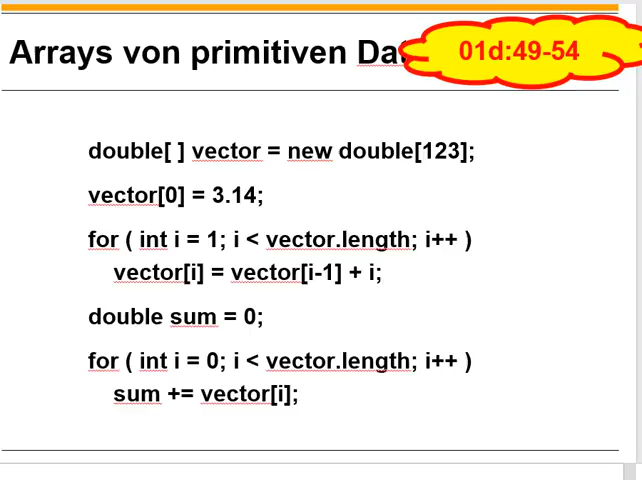 Arrays von primitiven
01d:49-54
double[ ] vector = new double[123];
vector[0] = 3.14;
for ( int i = 1; i < vector.length; i++ )
vector[i] = vector[i-1] + i;
double sum = 0;
for ( int i = 0; i < vector.length; i++ )
sum += vector[i];